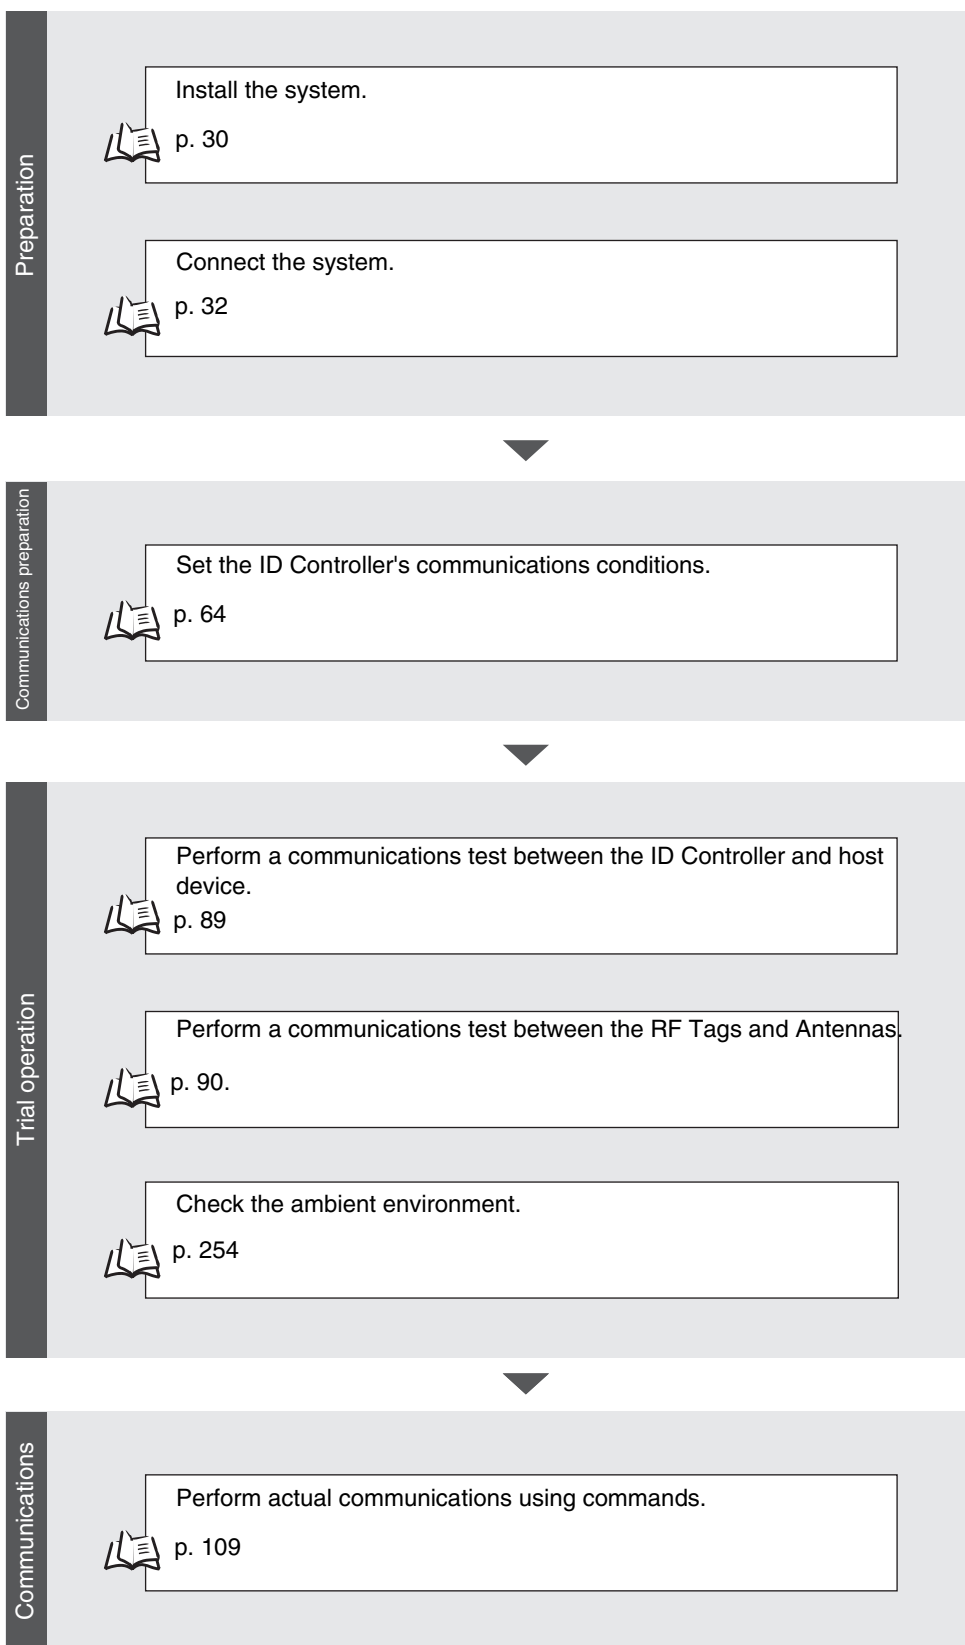 Preparation
Install the system.
p. 30
Connect the system.
p. 32
Communications preparation
Set the ID Controller's communications conditions.
p. 64
Trial operation
Perform a communications test between the ID Controller and host
device.
p. 89
Perform a communications test between the RF Tags and Antennas.
p. 90.
Check the ambient environment.
p. 254
Communications
Perform actual communications using commands.
p. 109